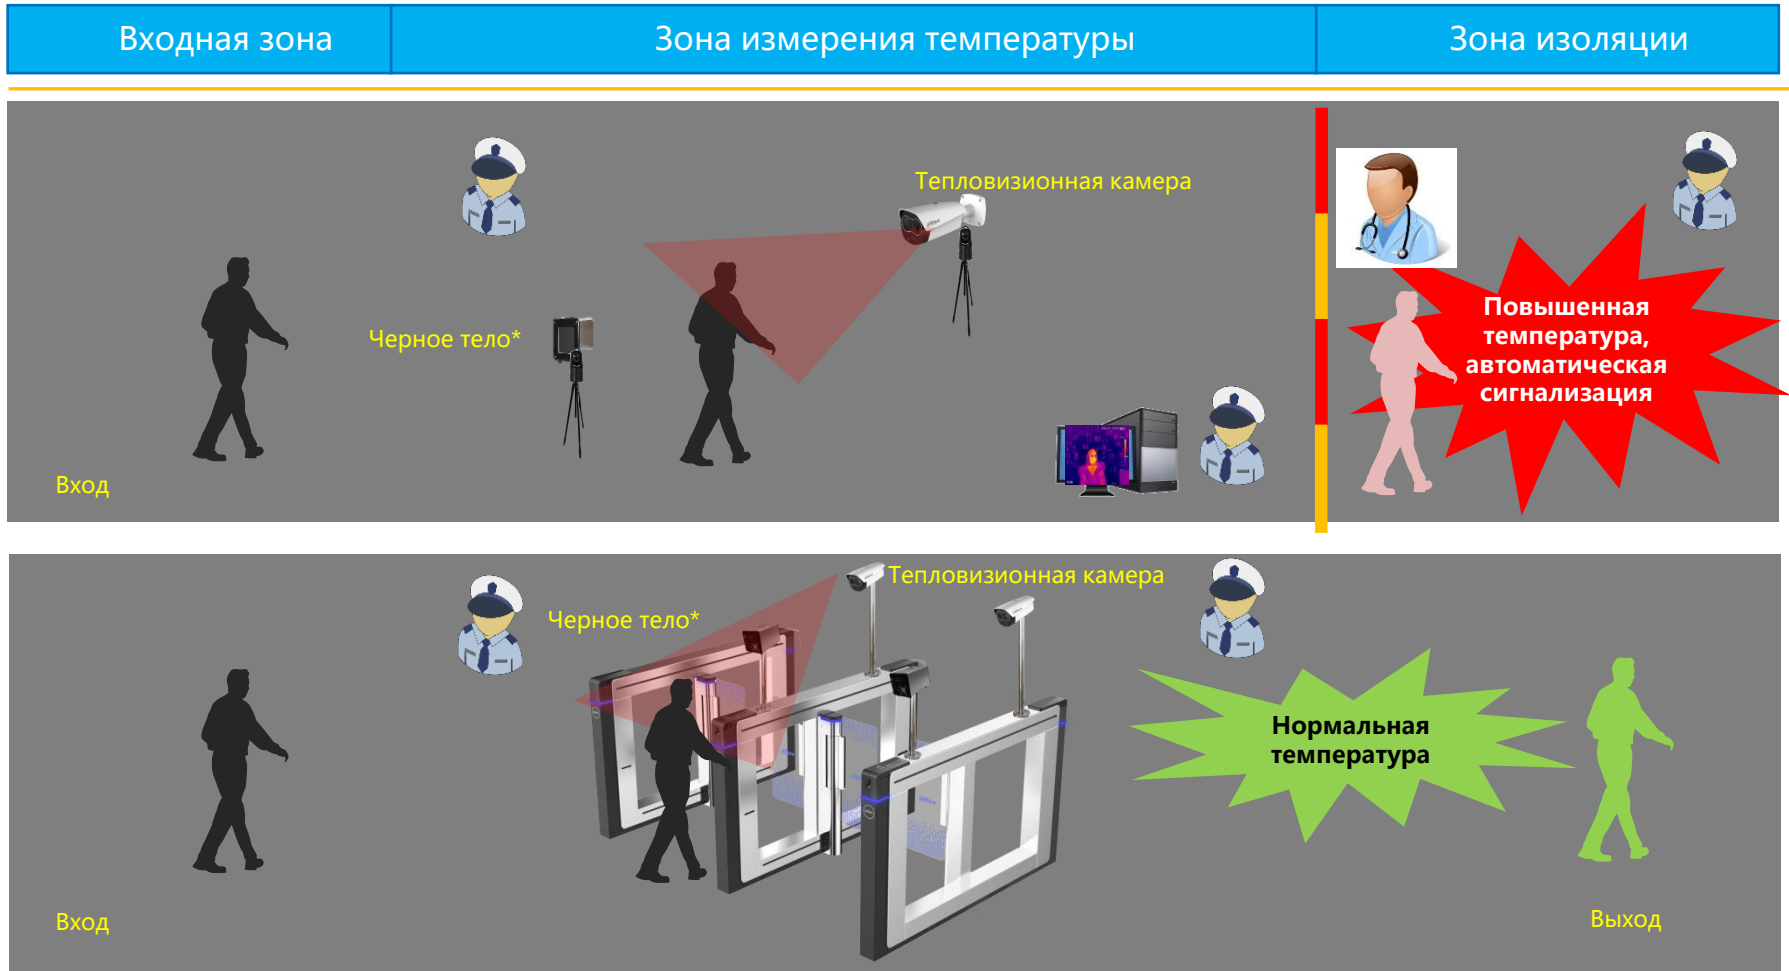 Входная зона
Зона измерения температуры
Зона изоляции
Тепловизионная камера
Черное тело*
Повышенная
температура,
автоматическая
сигнализация
Вход
Тепловизионная камера
Черное тело*
Нормальная
температура
Вход
Выход